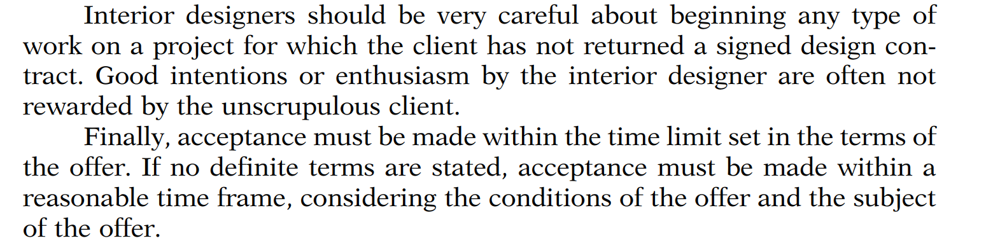 Interior designers should be very careful about beginning any type of
work on a project for which the client has not returned a signed design con-
tract. Good intentions or enthusiasm by the interior designer are often not
rewarded by the unscrupulous client.
Finally, acceptance must be made within the time limit set in the terms of
the offer. If no definite terms are stated, acceptance must be made within a
reasonable time frame, considering the conditions of the offer and the subject
of the offer.